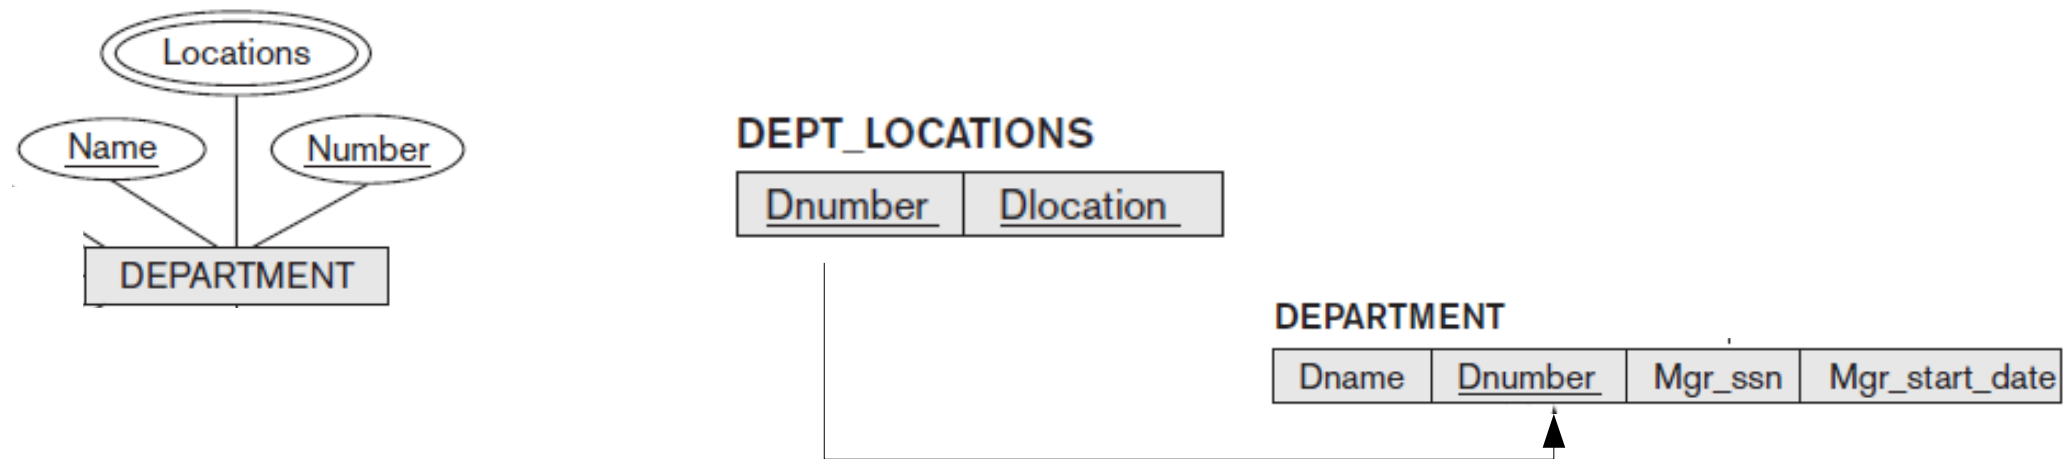 Locations
Name
Number
DEPARTMENT
DEPT_LOCATIONS
Dnumber Dlocation
DEPARTMENT
Dname Dnumber Mgr_ssn Mgr_start_date